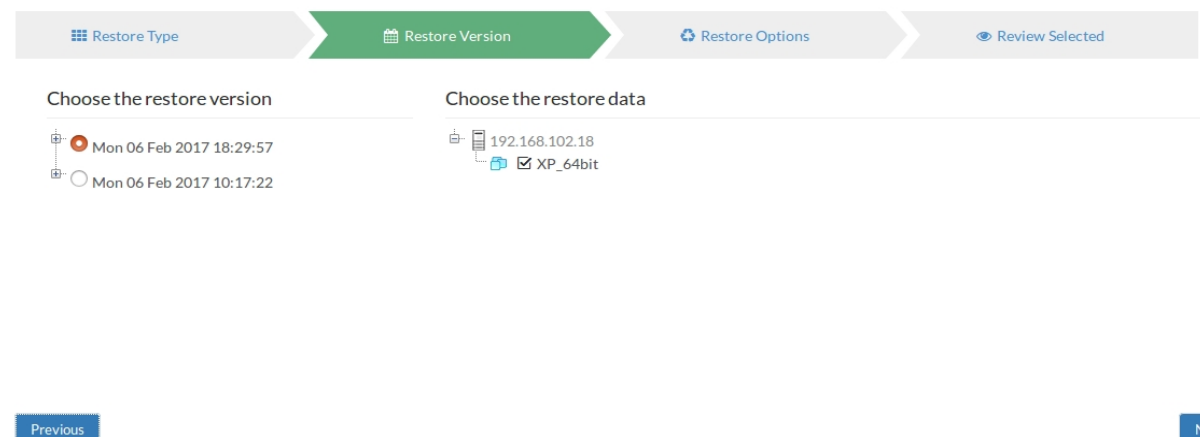 Restore Type
Restore Version
Restore Options
Review Selected
Choose the restore version
Choose the restore data
Mon 06 Feb 2017 18:29:57
Mon 06 Feb 2017 10:17:22
192.168.102.18
XP_64bit
Previous